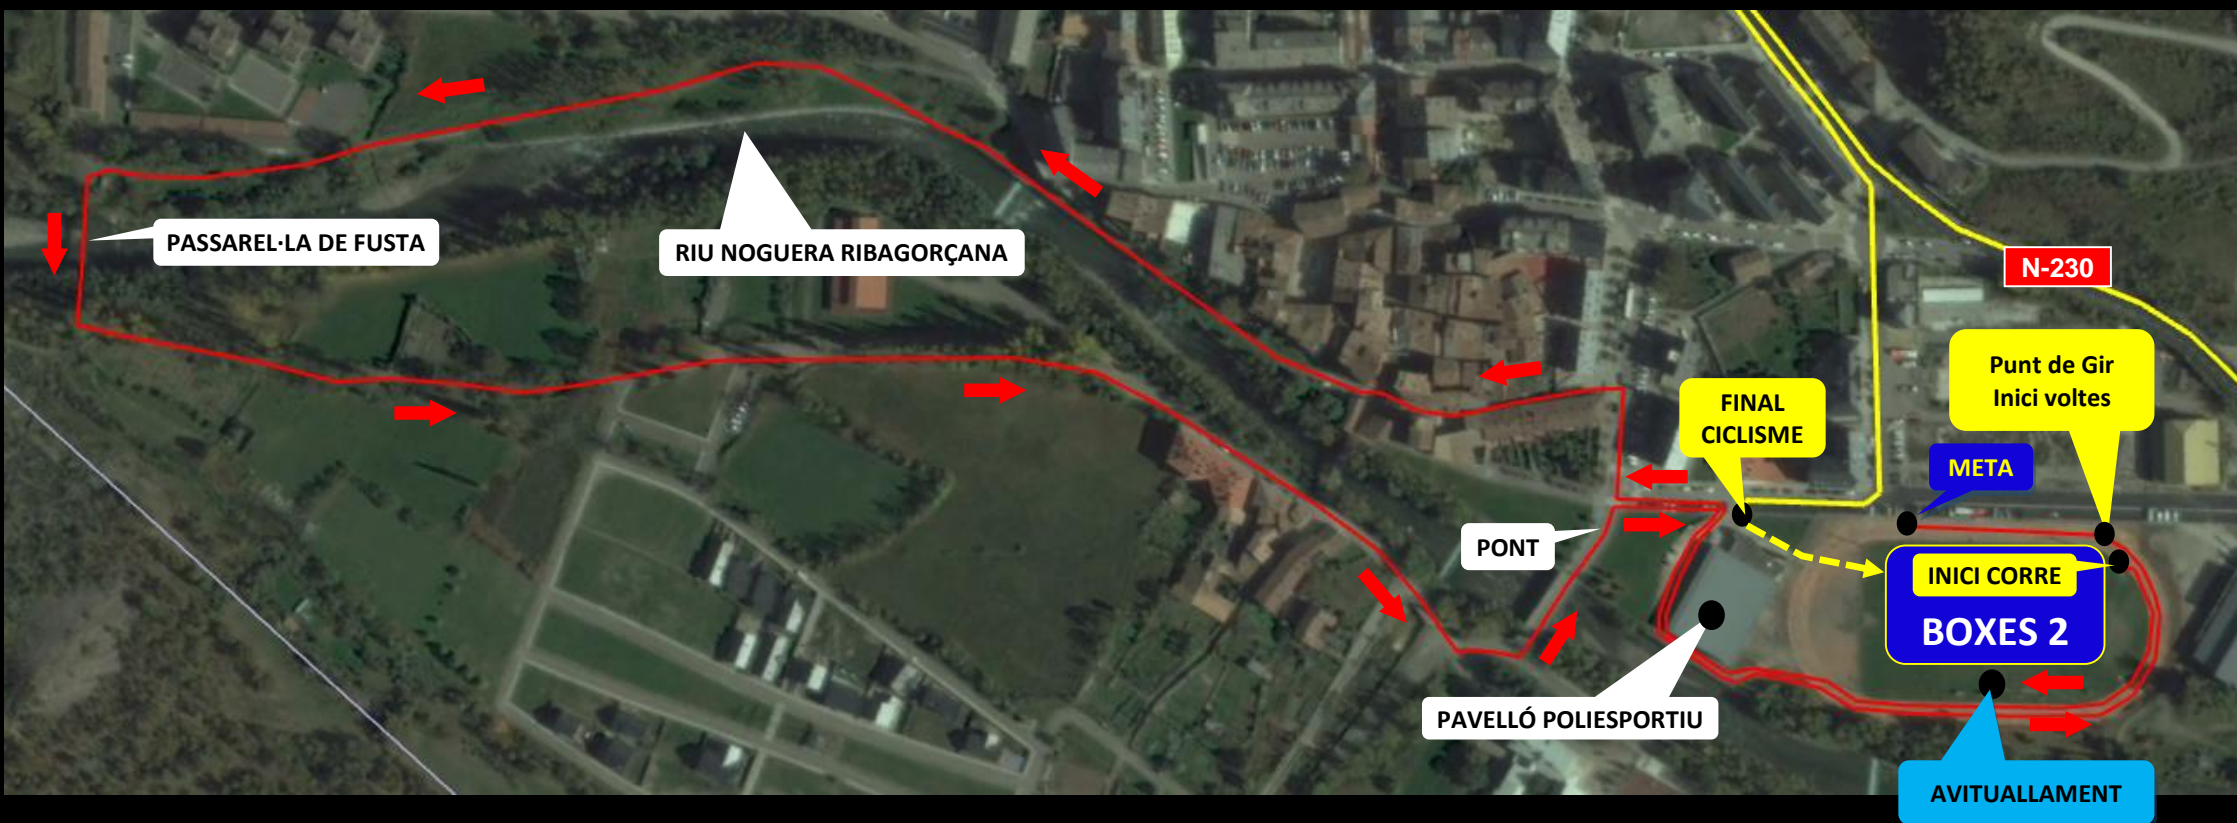 PASSAREL·LA DE FUSTA
RIU NOGUERA RIBAGORÇANA
N-230
Punt de Gir
Inici voltes
FINAL
CICLISME
META
PONT
INICI CORRE
BOXES 2
PAVELLÓ POLIESPORTIU
AVITUALLAMENT